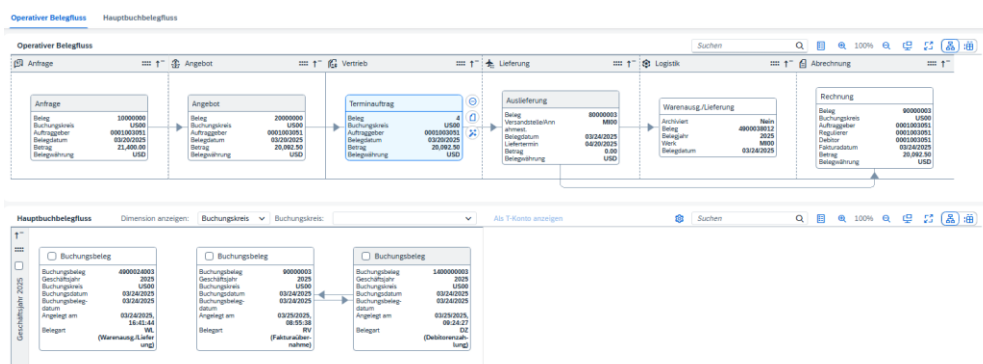 Operativer Belegfluss Hauptbuchbelegfluss
Operativer Belegfluss Suchen 100%
Anfrage Angebot Vertrieb Lieferung Logistik Abrechnung
Anfrage
Beleg 10000000
Buchungskreis US00
Auftraggeber 0001003051
Belegdatum 03/20/2025
Betrag 21,400.00
Belegwährung USD
Angebot
Beleg 20000000
Buchungskreis US00
Auftraggeber 0001003051
Belegdatum 03/20/2025
Betrag 20,092.50
Belegwährung USD
Terminauftrag
Beleg 4
Buchungskreis US00
Auftraggeber 0001003051
Belegdatum 03/20/2025
Betrag 20,092.50
Belegwährung USD
Auslieferung
Beleg 80000003
Versandstelle/Ann MI00
ahmest.
Belegdatum 03/24/2025
Liefertermin 04/20/2025
Betrag 0.00
Belegwährung USD
Warenausg./Lieferung
Archiviert Nein
Beleg 4900038012
Belegjahr 2025
Werk MI00
Belegdatum 03/24/2025
Rechnung
Beleg 90000003
Buchungskreis US00
Auftraggeber 0001003051
Regulierer 0001003051
Debitor 0001003051
Fakturadatum 03/24/2025
Betrag 20,092.50
Belegwährung USD
Hauptbuchbelegfluss Dimension anzeigen: Buchungskreis Buchungskreis: Als T-Konto anzeigen Suchen 100%
Geschäftsjahr 2025
Buchungsbeleg
Buchungsbeleg 4900024003
Geschäftsjahr 2025
Buchungskreis US00
Buchungsdatum 03/24/2025
Buchungsbeleg- 03/24/2025
datum
Angelegt am 03/24/2025,
16:41:44
Belegart WL
(Warenausg./Liefer
ung)
Buchungsbeleg
Buchungsbeleg 90000003
Geschäftsjahr 2025
Buchungskreis US00
Buchungsdatum 03/24/2025
Buchungsbeleg- 03/24/2025
datum
Angelegt am 03/25/2025,
08:55:38
Belegart RV
(Fakturaüber-
nahme)
Buchungsbeleg
Buchungsbeleg 1400000003
Geschäftsjahr 2025
Buchungskreis US00
Buchungsdatum 03/24/2025
Buchungsbeleg- 03/24/2025
datum
Angelegt am 03/25/2025,
09:24:27
Belegart DZ
(Debitorenzah-
lung)